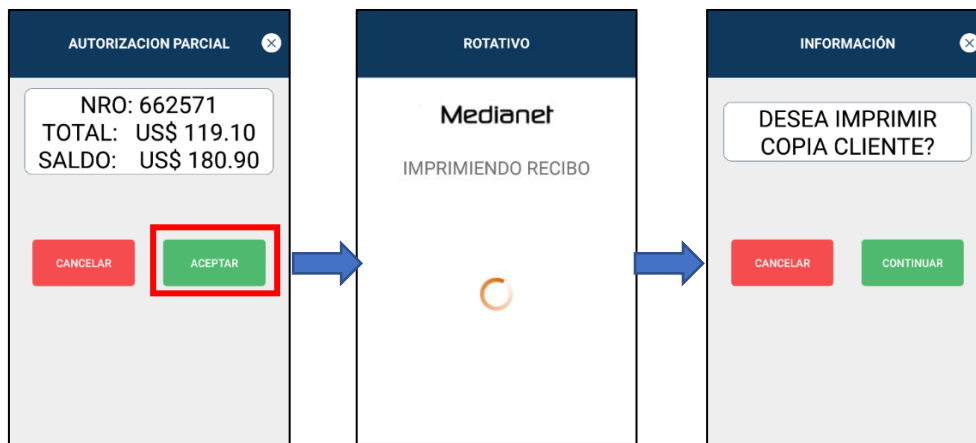 AUTORIZACION PARCIAL
NRO: 662571
TOTAL: US$ 119.10
SALDO: US$ 180.90
CANCELAR
ACEPTAR
ROTATIVO
Medianet
IMPRIMIENDO RECIBO
INFORMACIÓN
DESEA IMPRIMIR
COPIA CLIENTE?
CANCELAR
CONTINUAR